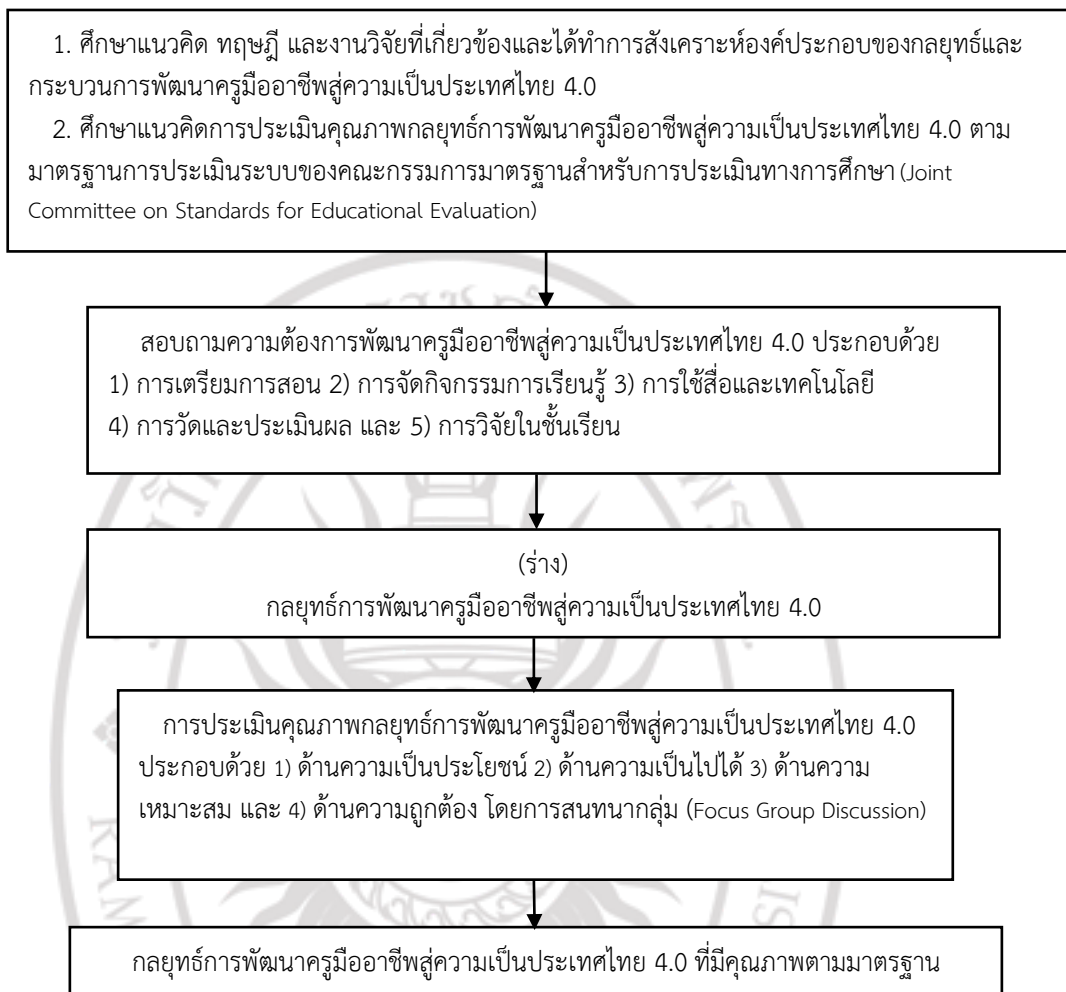 1. ศึกษาแนวคิด ทฤษฎี และงานวิจัยที่เกี่ยวข้องและได้ทำการสังเคราะห์องค์ประกอบของกลยุทธ์และ
กระบวนการพัฒนาครูมืออาชีพสู่ความเป็นประเทศไทย 4.0
2. ศึกษาแนวคิดการประเมินคุณภาพกลยุทธ์การพัฒนาครูมืออาชีพสู่ความเป็นประเทศไทย 4.0 ตาม
มาตรฐานการประเมินระบบของคณะกรรมการมาตรฐานสำหรับการประเมินทางการศึกษา (Joint
Committee on Standards for Educational Evaluation)
สอบถามความต้องการพัฒนาครูมืออาชีพสู่ความเป็นประเทศไทย 4.0 ประกอบด้วย
1) การเตรียมการสอน 2) การจัดกิจกรรมการเรียนรู้ 3) การใช้สื่อและเทคโนโลยี
4) การวัดและประเมินผล และ 5) การวิจัยในชั้นเรียน
(ร่าง)
กลยุทธ์การพัฒนาครูมืออาชีพสู่ความเป็นประเทศไทย 4.0
การประเมินคุณภาพกลยุทธ์การพัฒนาครูมืออาชีพสู่ความเป็นประเทศไทย 4.0
ประกอบด้วย 1) ด้านความเป็นประโยชน์ 2) ด้านความเป็นไปได้ 3) ด้านความ
เหมาะสม และ 4) ด้านความถูกต้อง โดยการสนทนากลุ่ม (Focus Group Discussion)
กลยุทธ์การพัฒนาครูมืออาชีพสู่ความเป็นประเทศไทย 4.0 ที่มีคุณภาพตามมาตรฐาน